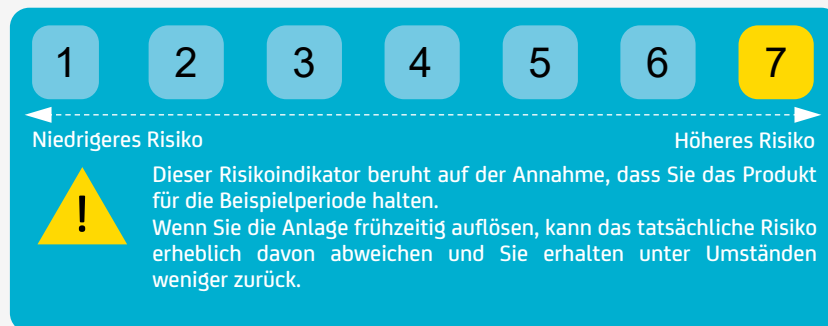 1 2 3 4 5 6 7
Niedrigeres Risiko Höheres Risiko
!
Dieser Risikoindikator beruht auf der Annahme, dass Sie das Produkt
für die Beispielperiode halten.
Wenn Sie die Anlage frühzeitig auflösen, kann das tatsächliche Risiko
erheblich davon abweichen und Sie erhalten unter Umständen
weniger zurück.